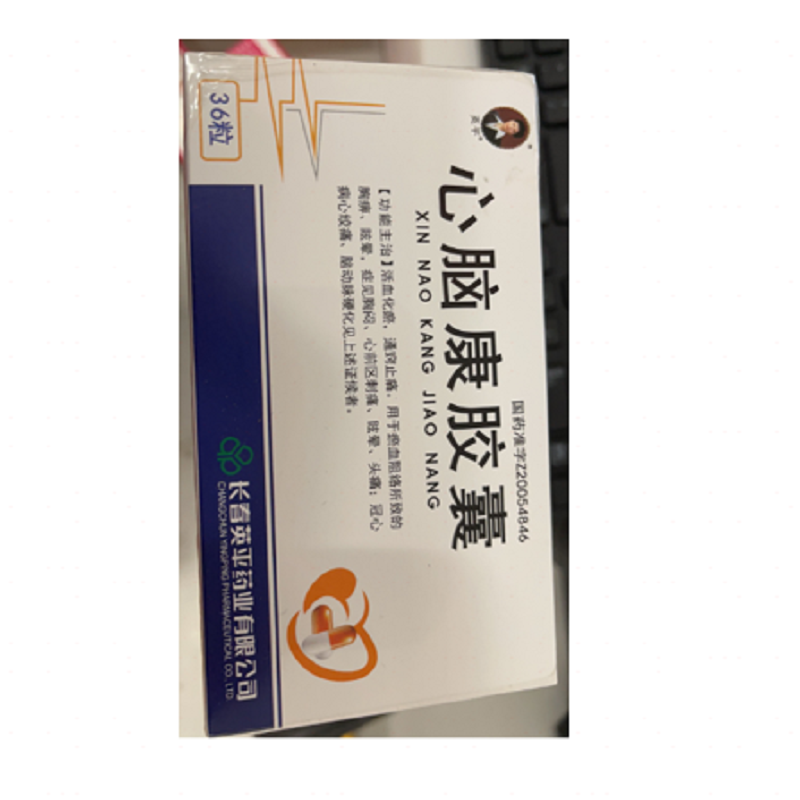 国药准字Z20054846
英平
心脑康胶囊
XIN NAO KANG JIAO NANG
【功能主治】活血化瘀，通窍止痛。用于瘀血阻络所致的
胸痹、眩晕，症见胸闷、心前区刺痛、眩晕、头痛；冠心
病心绞痛、脑动脉硬化见上述证候者。
36粒
长春英平药业有限公司
CHANGCHUN YINGPING PHARMACEUTICAL CO., LTD.